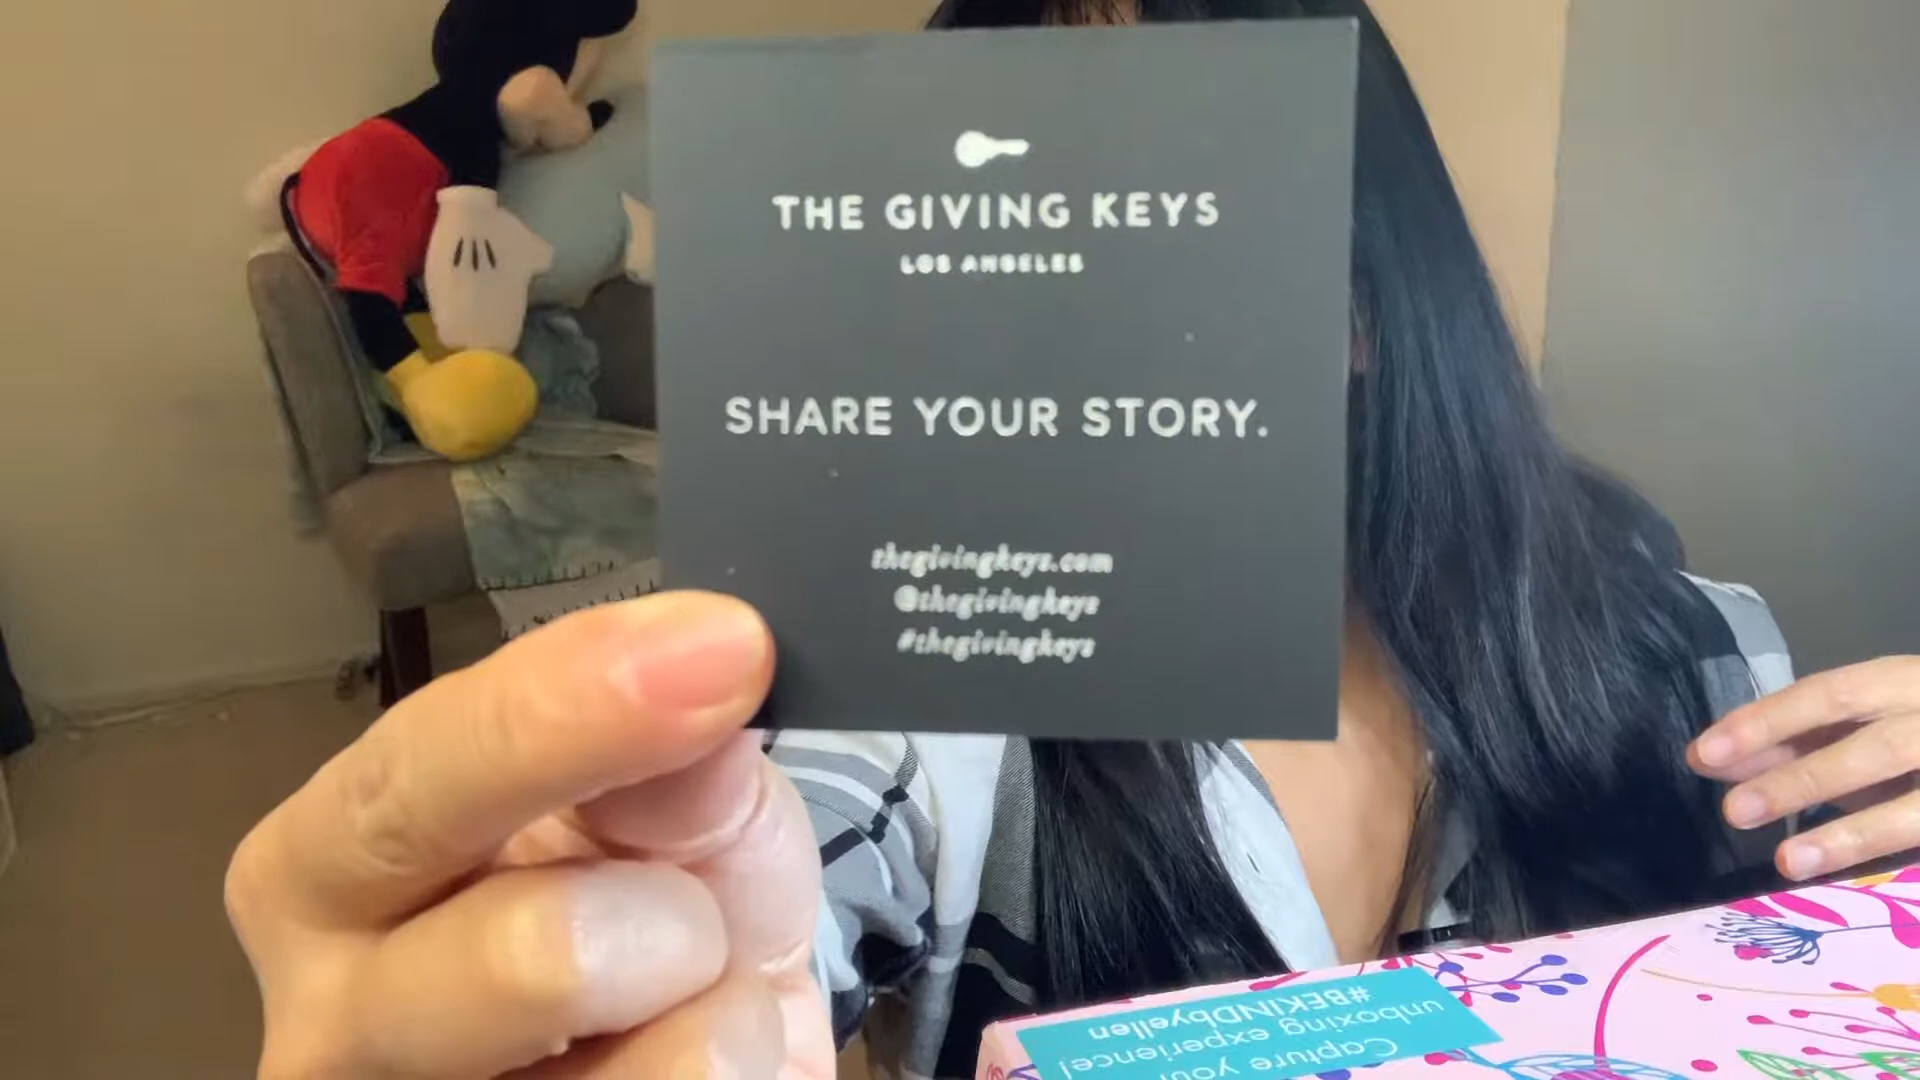 THE GIVING KEYS
LOS ANGELES
SHARE YOUR STORY.
thegivingkeys.com
@thegivingkeys
#thegivingkeys
Capture your
unboxing experience!
#BEKINDbyellen